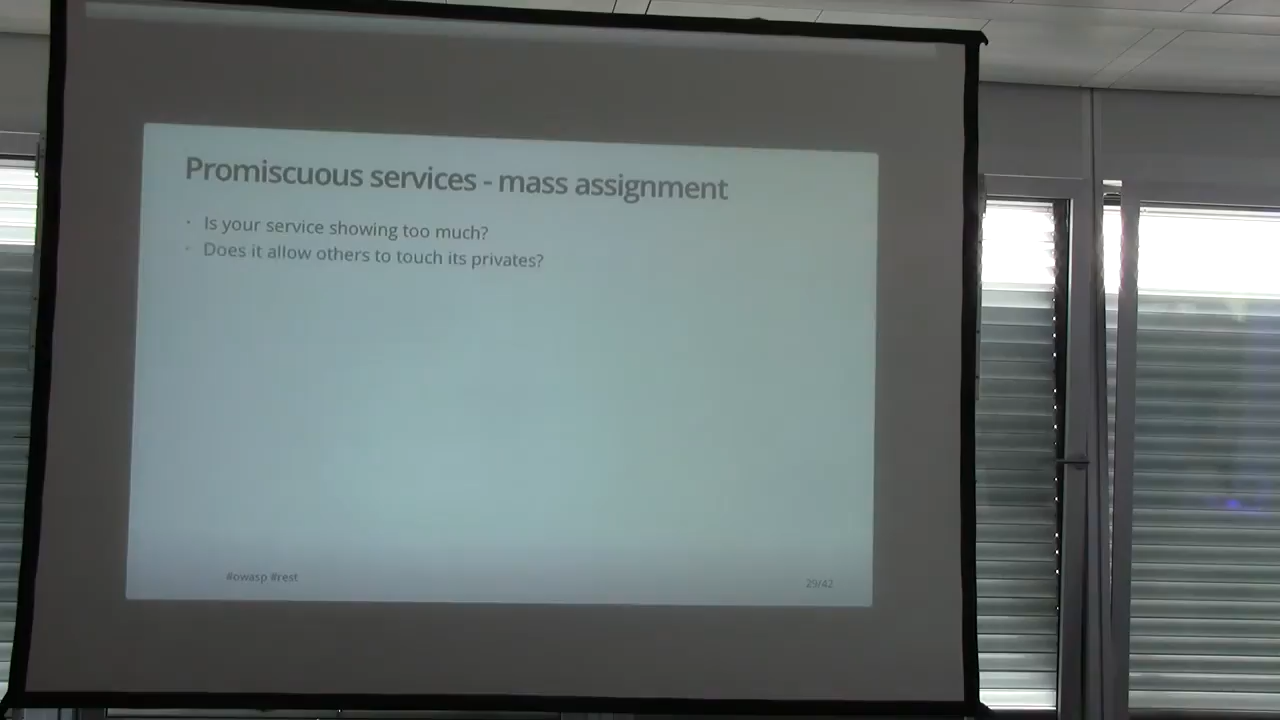 Promiscuous services - mass assignment
· Is your service showing too much?
· Does it allow others to touch its privates?
#owasp #rest
29/42